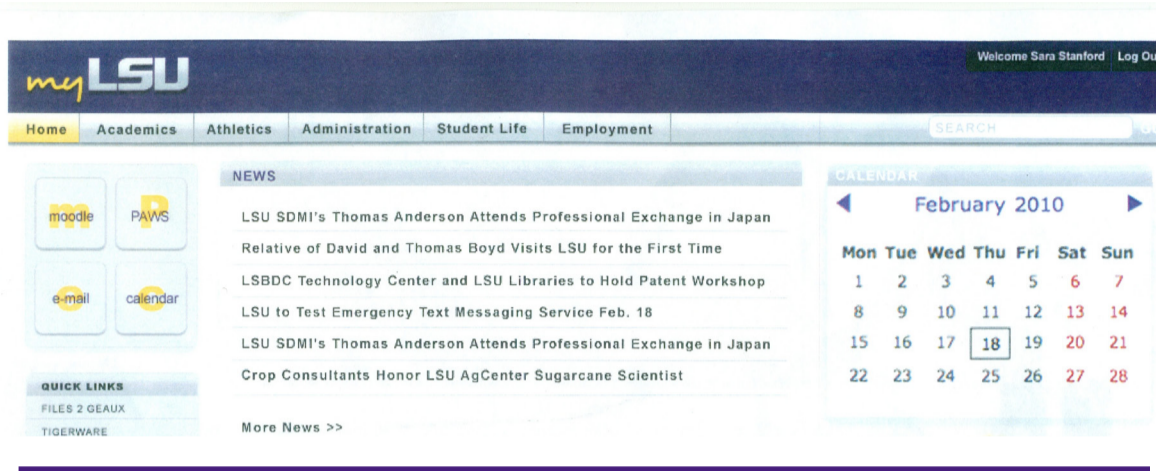 my LSU
Welcome Sara Stanford Log Ou
Home Academics Athletics Administration Student Life Employment SEARCH
moodle PAWS
e-mail calendar
QUICK LINKS
FILES 2 GEAUX
TIGERWARE
NEWS
LSU SDMI's Thomas Anderson Attends Professional Exchange in Japan
Relative of David and Thomas Boyd Visits LSU for the First Time
LSBDC Technology Center and LSU Libraries to Hold Patent Workshop
LSU to Test Emergency Text Messaging Service Feb. 18
LSU SDMI's Thomas Anderson Attends Professional Exchange in Japan
Crop Consultants Honor LSU AgCenter Sugarcane Scientist
More News >>
CALENDAR
February 2010
Mon Tue Wed Thu Fri Sat Sun
1 2 3 4 5 6 7
8 9 10 11 12 13 14
15 16 17 18 19 20 21
22 23 24 25 26 27 28